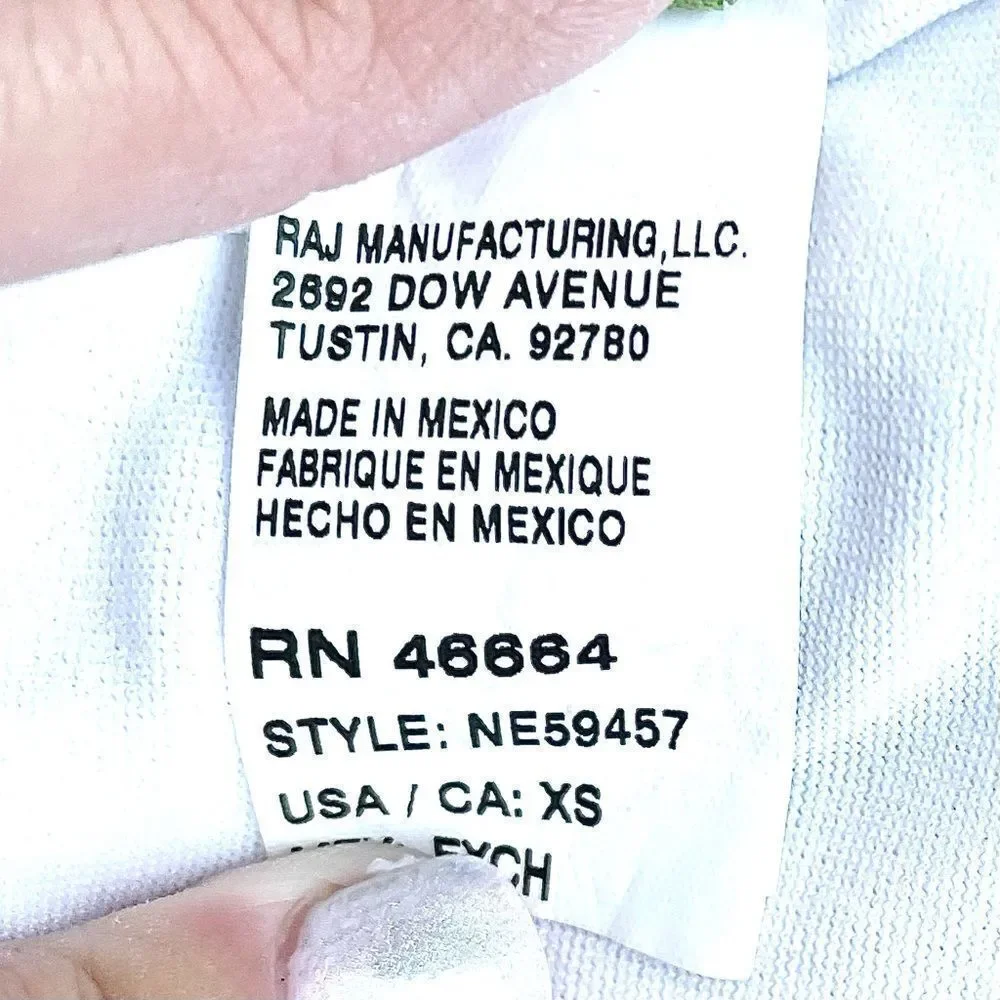 RAJ MANUFACTURING,LLC.
2692 DOW AVENUE
TUSTIN, CA. 92780
MADE IN MEXICO
FABRIQUE EN MEXIQUE
HECHO EN MEXICO
RN 46664
STYLE: NE59457
USA / CA: XS
EXCH